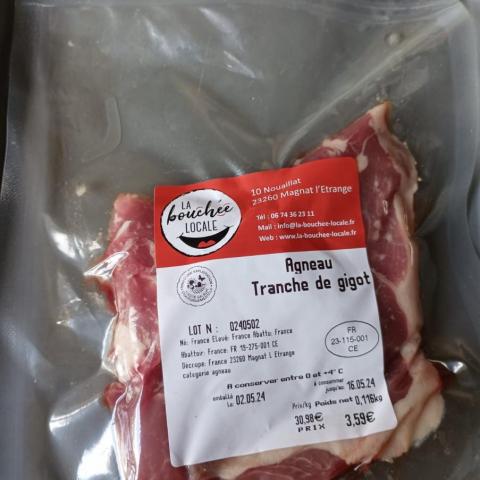 LA
bouchée
LOCALE
10 Nouaillat
23260 Magnat l'Etrange
Tél : 06 74 36 23 11
Mail : info@la-bouchee-locale.fr
Web : www.la-bouchee-locale.fr
Agneau
Tranche de gigot
LOT N : 0240502
Né: France Elevé: France Abattu: France
Abattoir: France: FR 19-275-001 CE
Décrope: France 23260 Magnat L Etrange
categorie agneau
FR
23-115-001
CE
A conserver entre 0 et +4°C
emballé
Le: 02.05.24
à consommer
jusqu'au: 16.05.24
Prix/kg Poids net 0,116kg
30.98€ 3,59€
PRIX